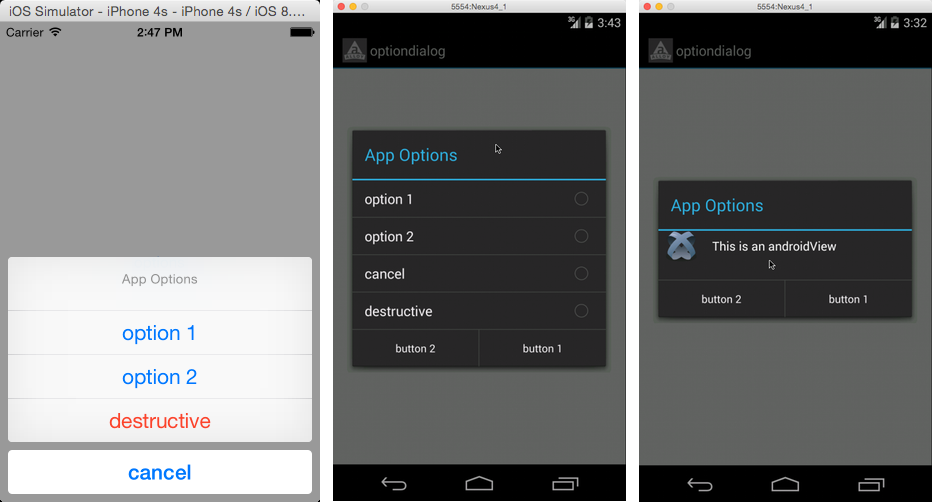 iOS Simulator - iPhone 4s - iPhone 4s / iOS 8....
Carrier 2:47 PM
App Options
option 1
option 2
destructive
cancel
5554:Nexus4_1
3G 3:43
optiondialog
App Options
option 1
option 2
cancel
destructive
button 2 button 1
5554:Nexus4_1
3G 3:32
optiondialog
App Options
This is an androidView
button 2 button 1